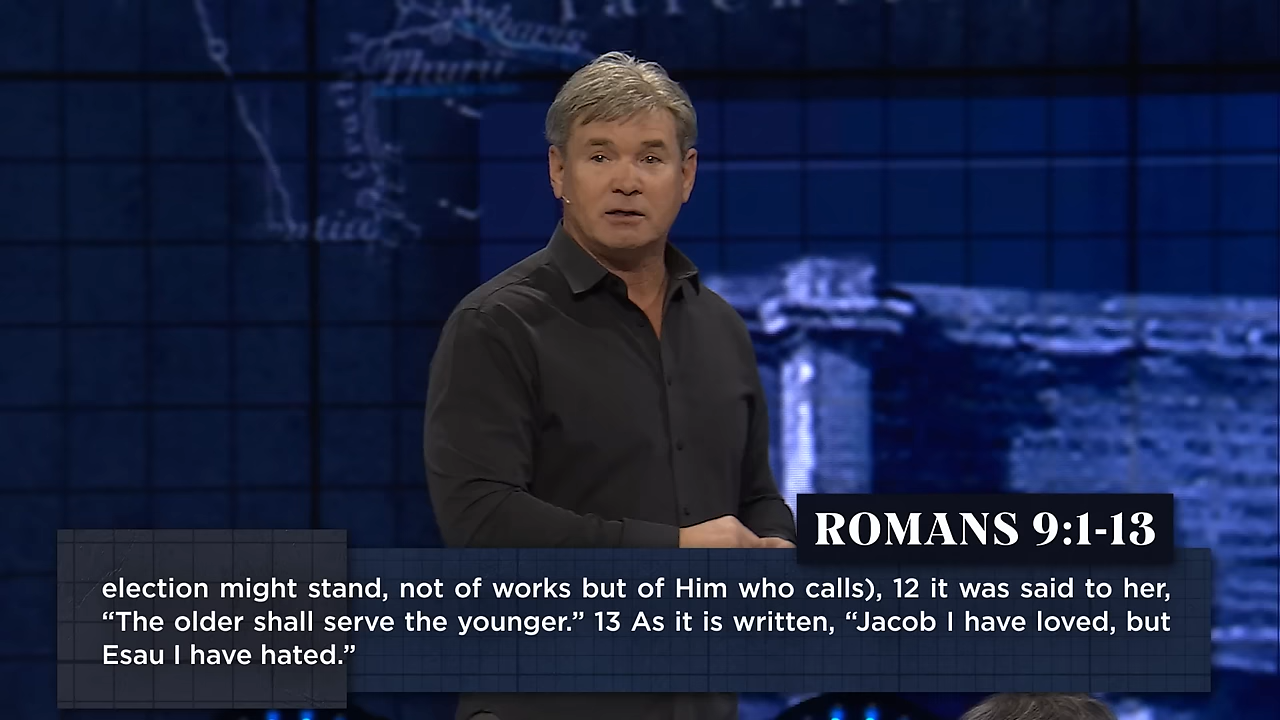 Thurii
ROMANS 9:1-13
election might stand, not of works but of Him who calls), 12 it was said to her,
“The older shall serve the younger.” 13 As it is written, “Jacob I have loved, but
Esau I have hated.”